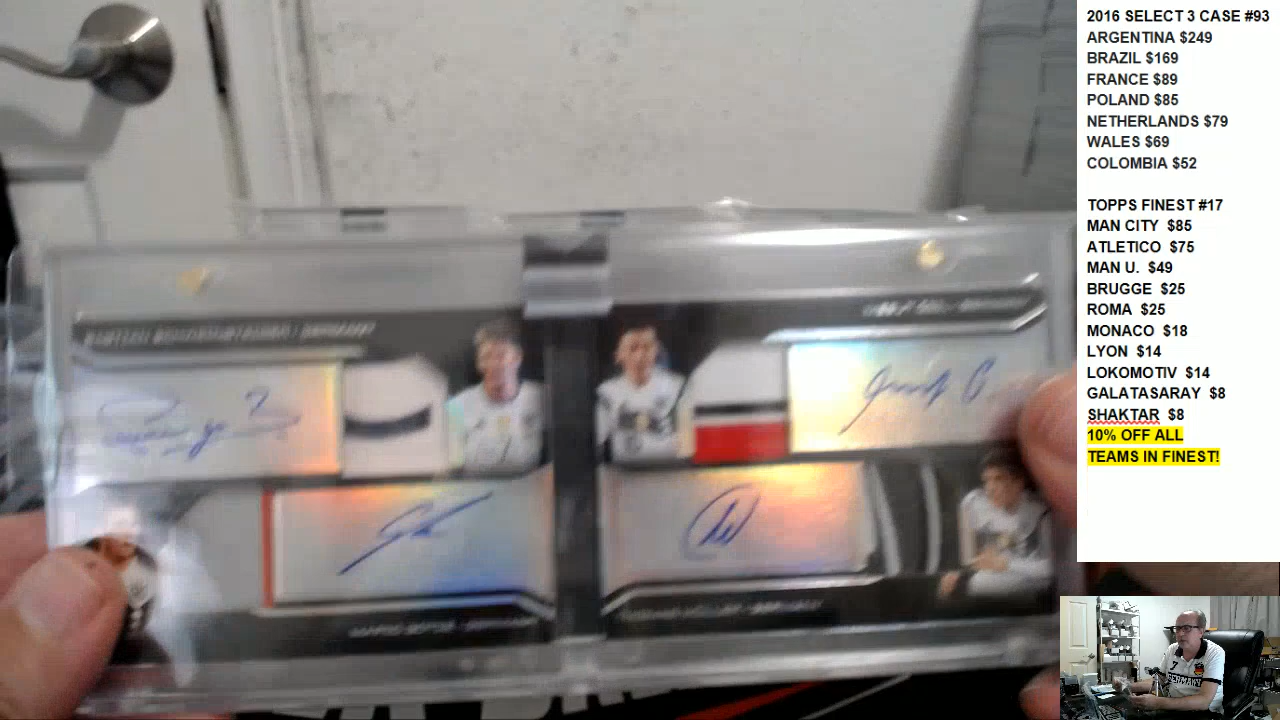 2016 SELECT 3 CASE #93
ARGENTINA $249
BRAZIL $169
FRANCE $89
POLAND $85
NETHERLANDS $79
WALES $69
COLOMBIA $52
TOPPS FINEST #17
MAN CITY $85
ATLETICO $75
MAN U. $49
BRUGGE $25
ROMA $25
MONACO $18
LYON $14
LOKOMOTIV $14
GALATASARAY $8
SHAKTAR $8
10% OFF ALL
TEAMS IN FINEST!
7
GERMANY